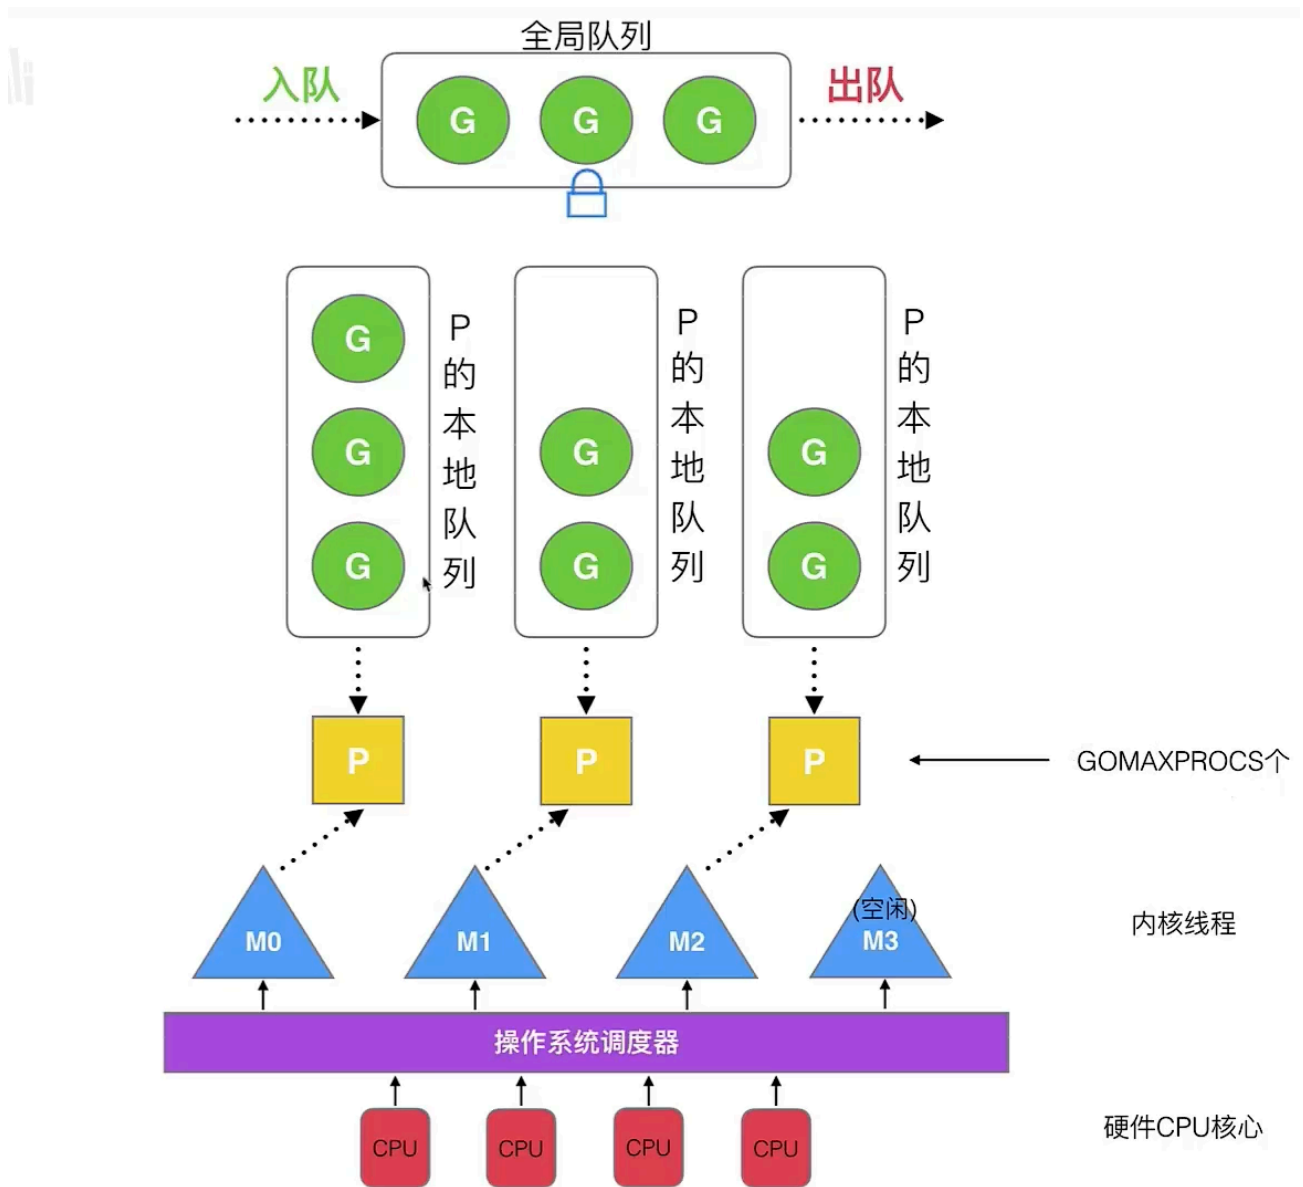 全局队列
入队
G
G
G
出队
G
G
G
P的本地队列
G
G
P的本地队列
G
G
P的本地队列
P
P
P
GOMAXPROCS个
M0
M1
M2
(空闲)
M3
内核线程
操作系统调度器
CPU
CPU
CPU
CPU
硬件CPU核心